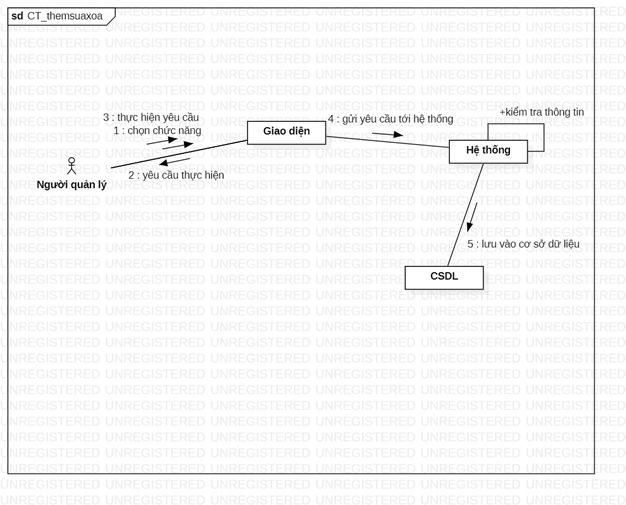 sd CT_themsuaxoa
3 : thực hiện yêu cầu
1 : chọn chức năng
2 : yêu cầu thực hiện
Người quản lý
Giao diện
4 : gửi yêu cầu tới hệ thống
+kiểm tra thông tin
Hệ thống
5 : lưu vào cơ sở dữ liệu
CSDL
UNREGISTERED UNREGISTERED UNREGISTERED UNREGISTERED UNREGISTERED UNREGISTERED